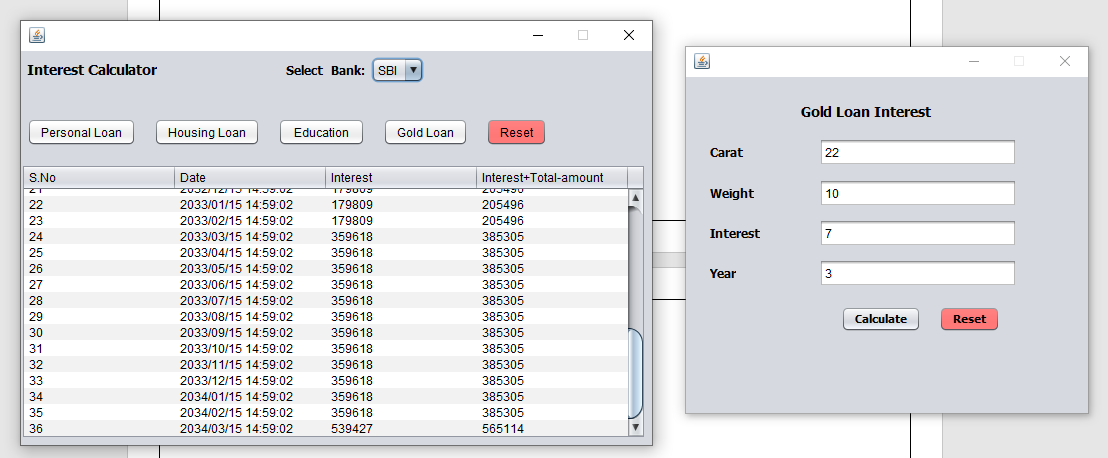 Interest Calculator
Select Bank: SBI
Personal Loan Housing Loan Education Gold Loan Reset
S.No Date Interest Interest+Total-amount
21 2032/12/15 14:59:02 179809 205496
22 2033/01/15 14:59:02 179809 205496
23 2033/02/15 14:59:02 179809 205496
24 2033/03/15 14:59:02 359618 385305
25 2033/04/15 14:59:02 359618 385305
26 2033/05/15 14:59:02 359618 385305
27 2033/06/15 14:59:02 359618 385305
28 2033/07/15 14:59:02 359618 385305
29 2033/08/15 14:59:02 359618 385305
30 2033/09/15 14:59:02 359618 385305
31 2033/10/15 14:59:02 359618 385305
32 2033/11/15 14:59:02 359618 385305
33 2033/12/15 14:59:02 359618 385305
34 2034/01/15 14:59:02 359618 385305
35 2034/02/15 14:59:02 359618 385305
36 2034/03/15 14:59:02 539427 565114
Gold Loan Interest
Carat 22
Weight 10
Interest 7
Year 3
Calculate Reset